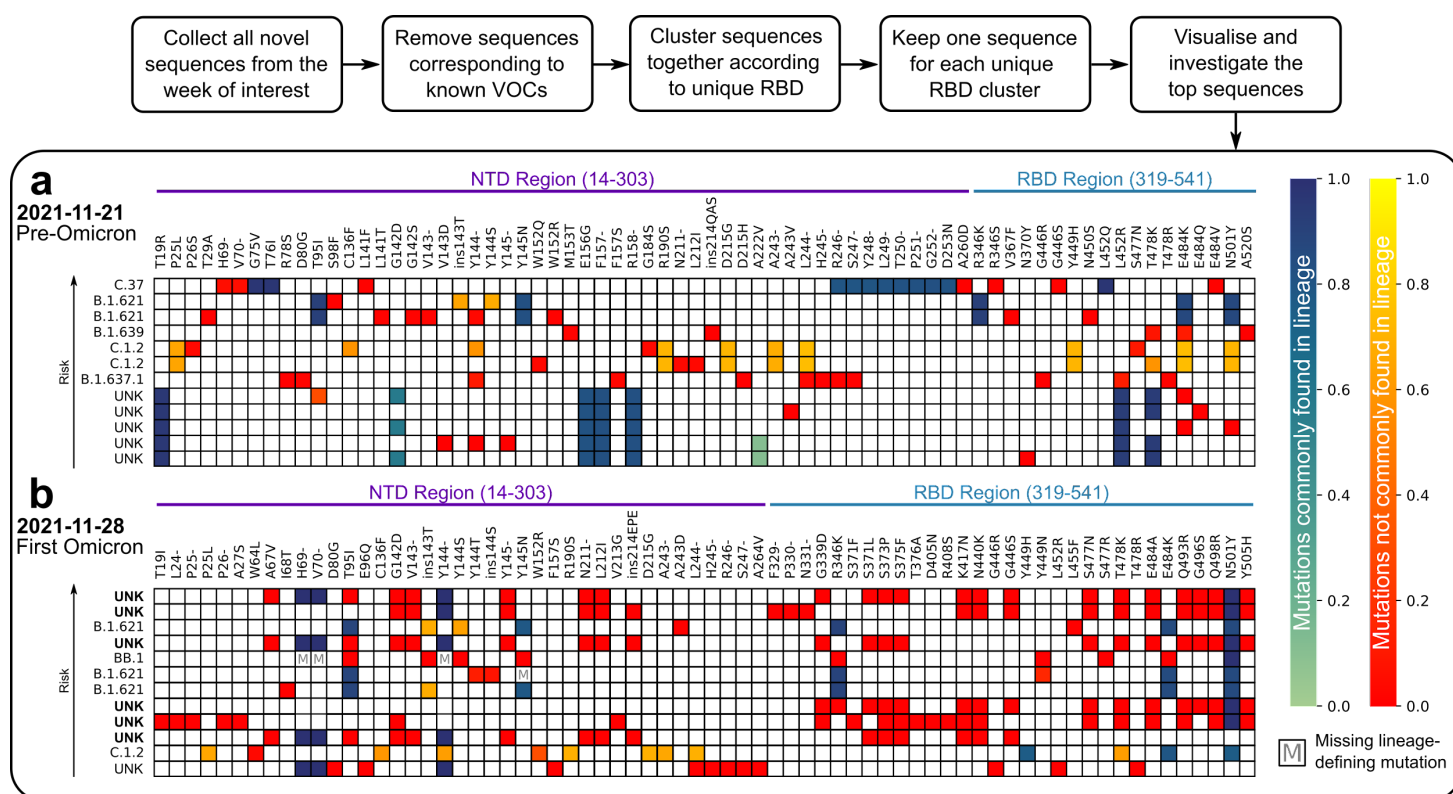 Collect all novel
sequences from the
week of interest
Remove sequences
corresponding to
known VOCs
Cluster sequences
together according
to unique RBD
Keep one sequence
for each unique
RBD cluster
Visualise and
investigate the
top sequences
a
2021-11-21
Pre-Omicron
NTD Region (14-303)
RBD Region (319-541)
T19R P25L P26S T29A H69- V70- G75V T76I R78S D80G T95I S98F C136F L141F L141T G142D G142S V143- V143D ins143T Y144- Y144S Y145- Y145N W152Q W152R M153T E156G F157- F157S R158- G184S R190S N211- L212I ins214QAS D215G D215H A222V A243- A243V L244- H245- R246- S247- Y248- L249- T250- P251- G252- D253N A260D R346K R346S V367F N370Y G446R G446S Y449H N450S L452Q L452R S477N T478K T478R E484K E484Q E484V N501Y A520S
Risk
C.37
B.1.621
B.1.621
B.1.639
C.1.2
C.1.2
B.1.637.1
UNK
UNK
UNK
UNK
UNK
b
2021-11-28
First Omicron
NTD Region (14-303)
RBD Region (319-541)
T19I L24- P25- P25L P26- A27S W64L A67V I68T H69- V70- D80G T95I E96Q C136F G142D V143- ins143T Y144- Y144S Y144T ins144S Y145- Y145N W152R F157S R190S N211- L212I V213G ins214EPE D215G A243- A243D L244- H245- R246- S247- A264V F329- P330- N331- G339D R346K S371F S371L S373P S375F T376A D405N R408S K417N N440K G446R G446S Y449H Y449N L452R L455F S477N S477R T478K T478R E484A E484K Q493R G496S Q498R N501Y Y505H
Risk
UNK
UNK
B.1.621
UNK
BB.1 M M M
B.1.621 M
B.1.621
UNK
UNK
UNK
C.1.2
UNK
1.0
0.8
0.6
0.4
0.2
0.0
Mutations commonly found in lineage
1.0
0.8
0.6
0.4
0.2
0.0
Mutations not commonly found in lineage
M
Missing lineage-
defining mutation